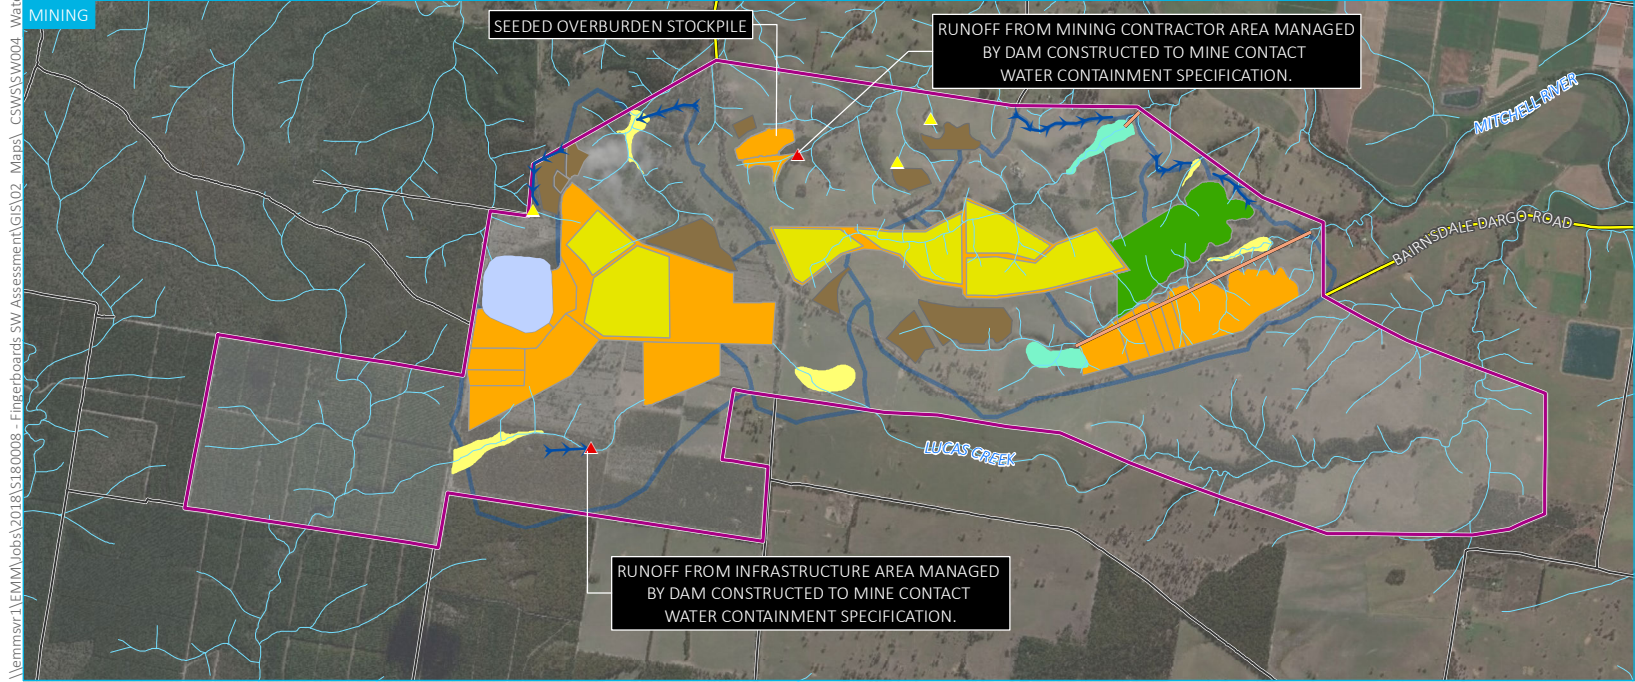 MINING
SEEDED OVERBURDEN STOCKPILE
RUNOFF FROM MINING CONTRACTOR AREA MANAGED
BY DAM CONSTRUCTED TO MINE CONTACT
WATER CONTAINMENT SPECIFICATION.
MITCHELL RIVER
BAIRNSDALE-DARGO-ROAD
LUCAS CREEK
RUNOFF FROM INFRASTRUCTURE AREA MANAGED
BY DAM CONSTRUCTED TO MINE CONTACT
WATER CONTAINMENT SPECIFICATION.
\\emmsvr1\EMM\Jobs\2018\S180008 - Fingerboards SW Assessment\GIS\02_Maps\_CSWS\SW004_Wat